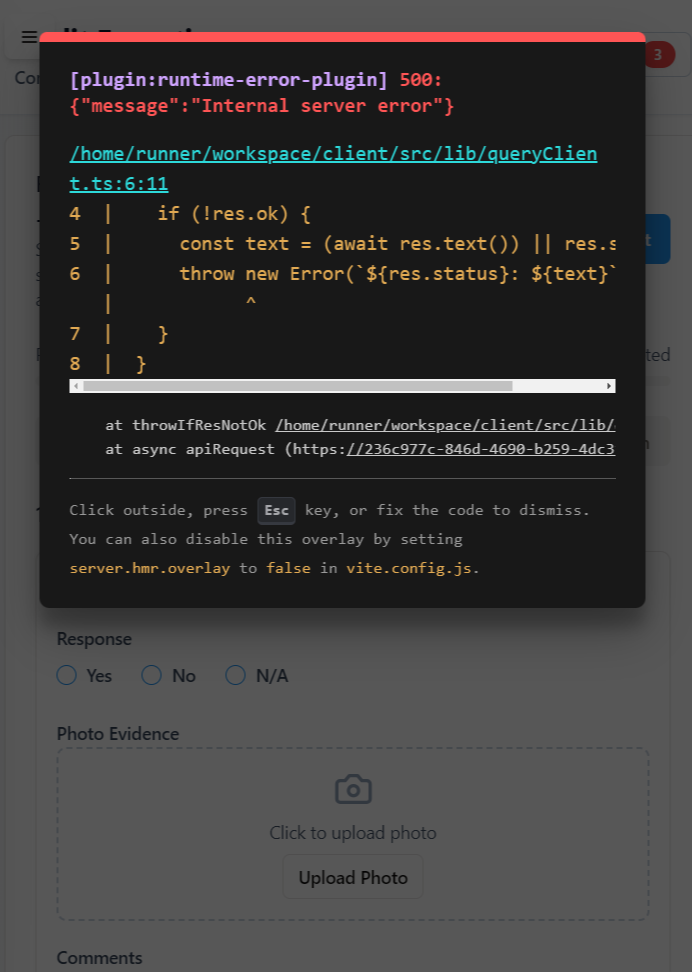 3
[plugin:runtime-error-plugin] 500:
{"message":"Internal server error"}
/home/runner/workspace/client/src/lib/queryClien
t.ts:6:11
4 | if (!res.ok) {
5 | const text = (await res.text()) || res.s
6 | throw new Error(`${res.status}: ${text}`
| ^
7 | }
8 | }
at throwIfResNotOk /home/runner/workspace/client/src/lib/
at async apiRequest (https://236c977c-846d-4690-b259-4dc3
Click outside, press Esc key, or fix the code to dismiss.
You can also disable this overlay by setting
server.hmr.overlay to false in vite.config.js.
Response
Yes No N/A
Photo Evidence
Click to upload photo
Upload Photo
Comments